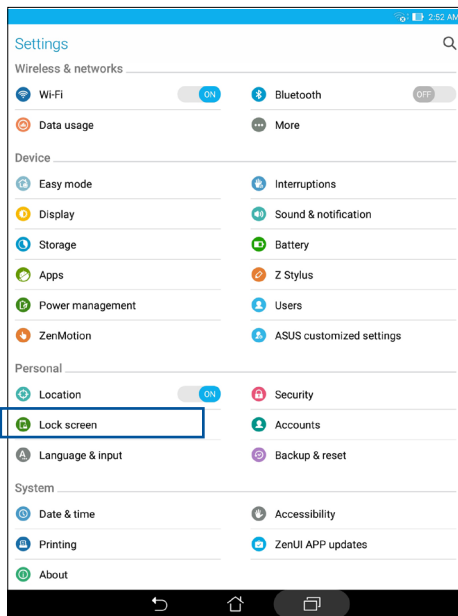 2:52 AM
Settings
Wireless & networks
Wi-Fi ON Bluetooth OFF
Data usage More
Device
Easy mode Interruptions
Display Sound & notification
Storage Battery
Apps Z Stylus
Power management Users
ZenMotion ASUS customized settings
Personal
Location ON Security
Lock screen Accounts
Language & input Backup & reset
System
Date & time Accessibility
Printing ZenUI APP updates
About